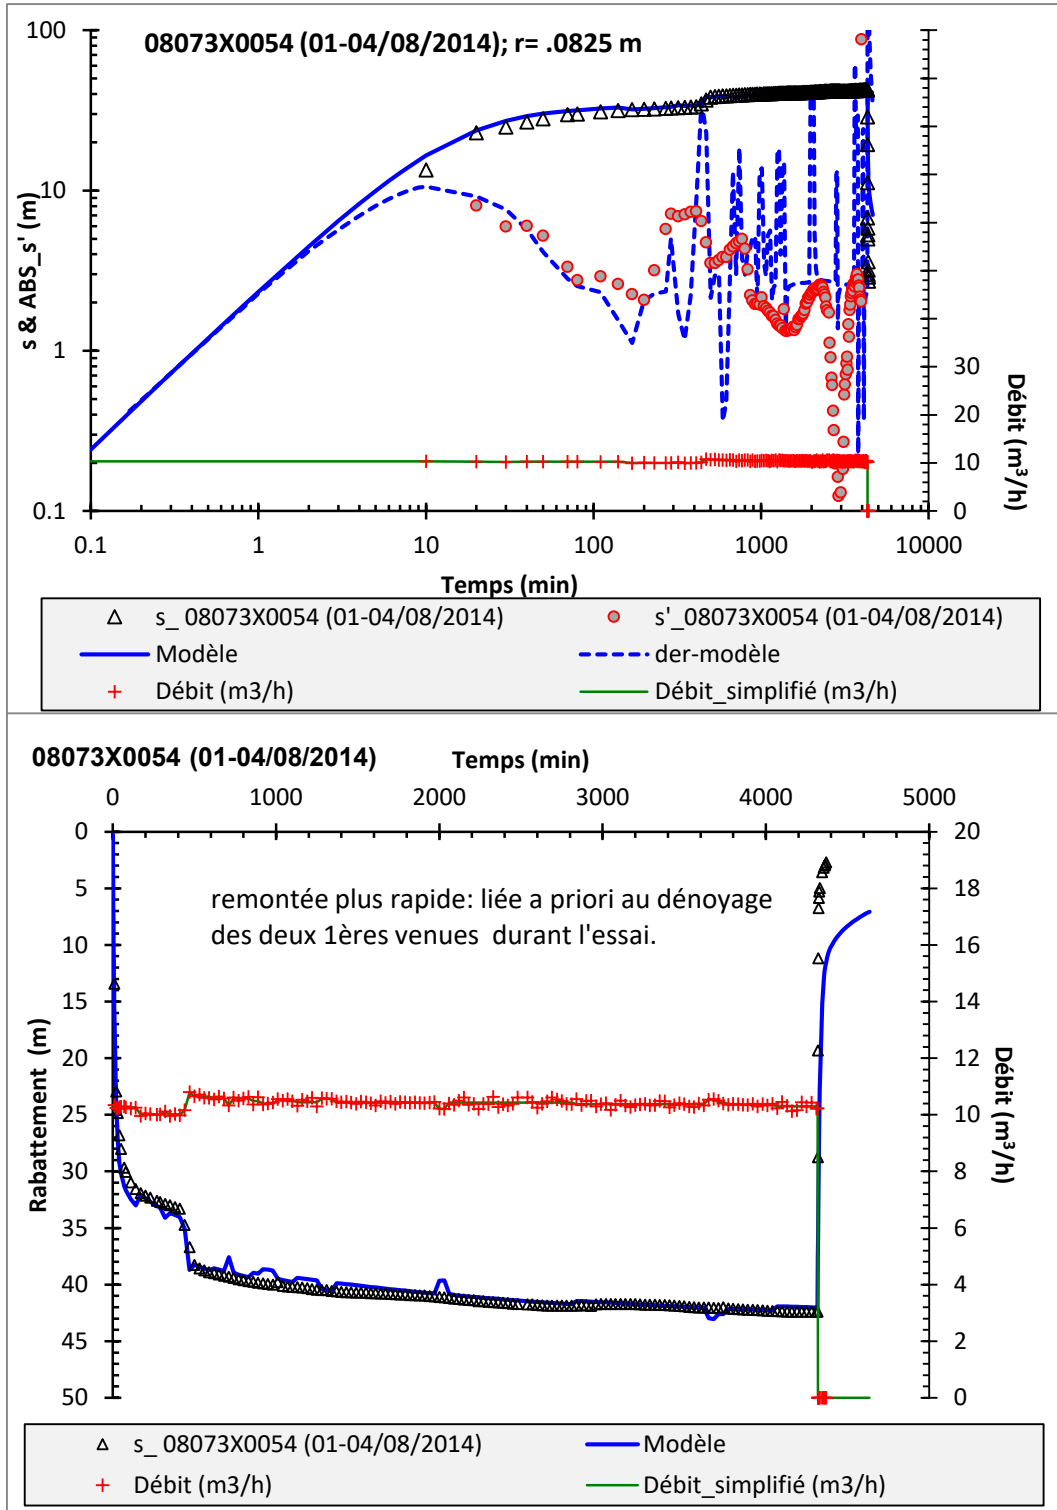 08073X0054 (01-04/08/2014); r= .0825 m
100
10
1
0.1
s & ABS_s' (m)
30
20
10
0
Débit (m³/h)
0.1 1 10 100 1000 10000
Temps (min)
s_ 08073X0054 (01-04/08/2014) s'_08073X0054 (01-04/08/2014)
Modèle der-modèle
Débit (m3/h) Débit_simplifié (m3/h)
08073X0054 (01-04/08/2014) Temps (min)
0 1000 2000 3000 4000 5000
0
5
10
15
20
25
30
35
40
45
50
Rabattement (m)
remontée plus rapide: liée a priori au dénoyage
des deux 1ères venues durant l'essai.
20
18
16
14
12
10
8
6
4
2
0
Débit (m³/h)
s_ 08073X0054 (01-04/08/2014) Modèle
Débit (m3/h) Débit_simplifié (m3/h)